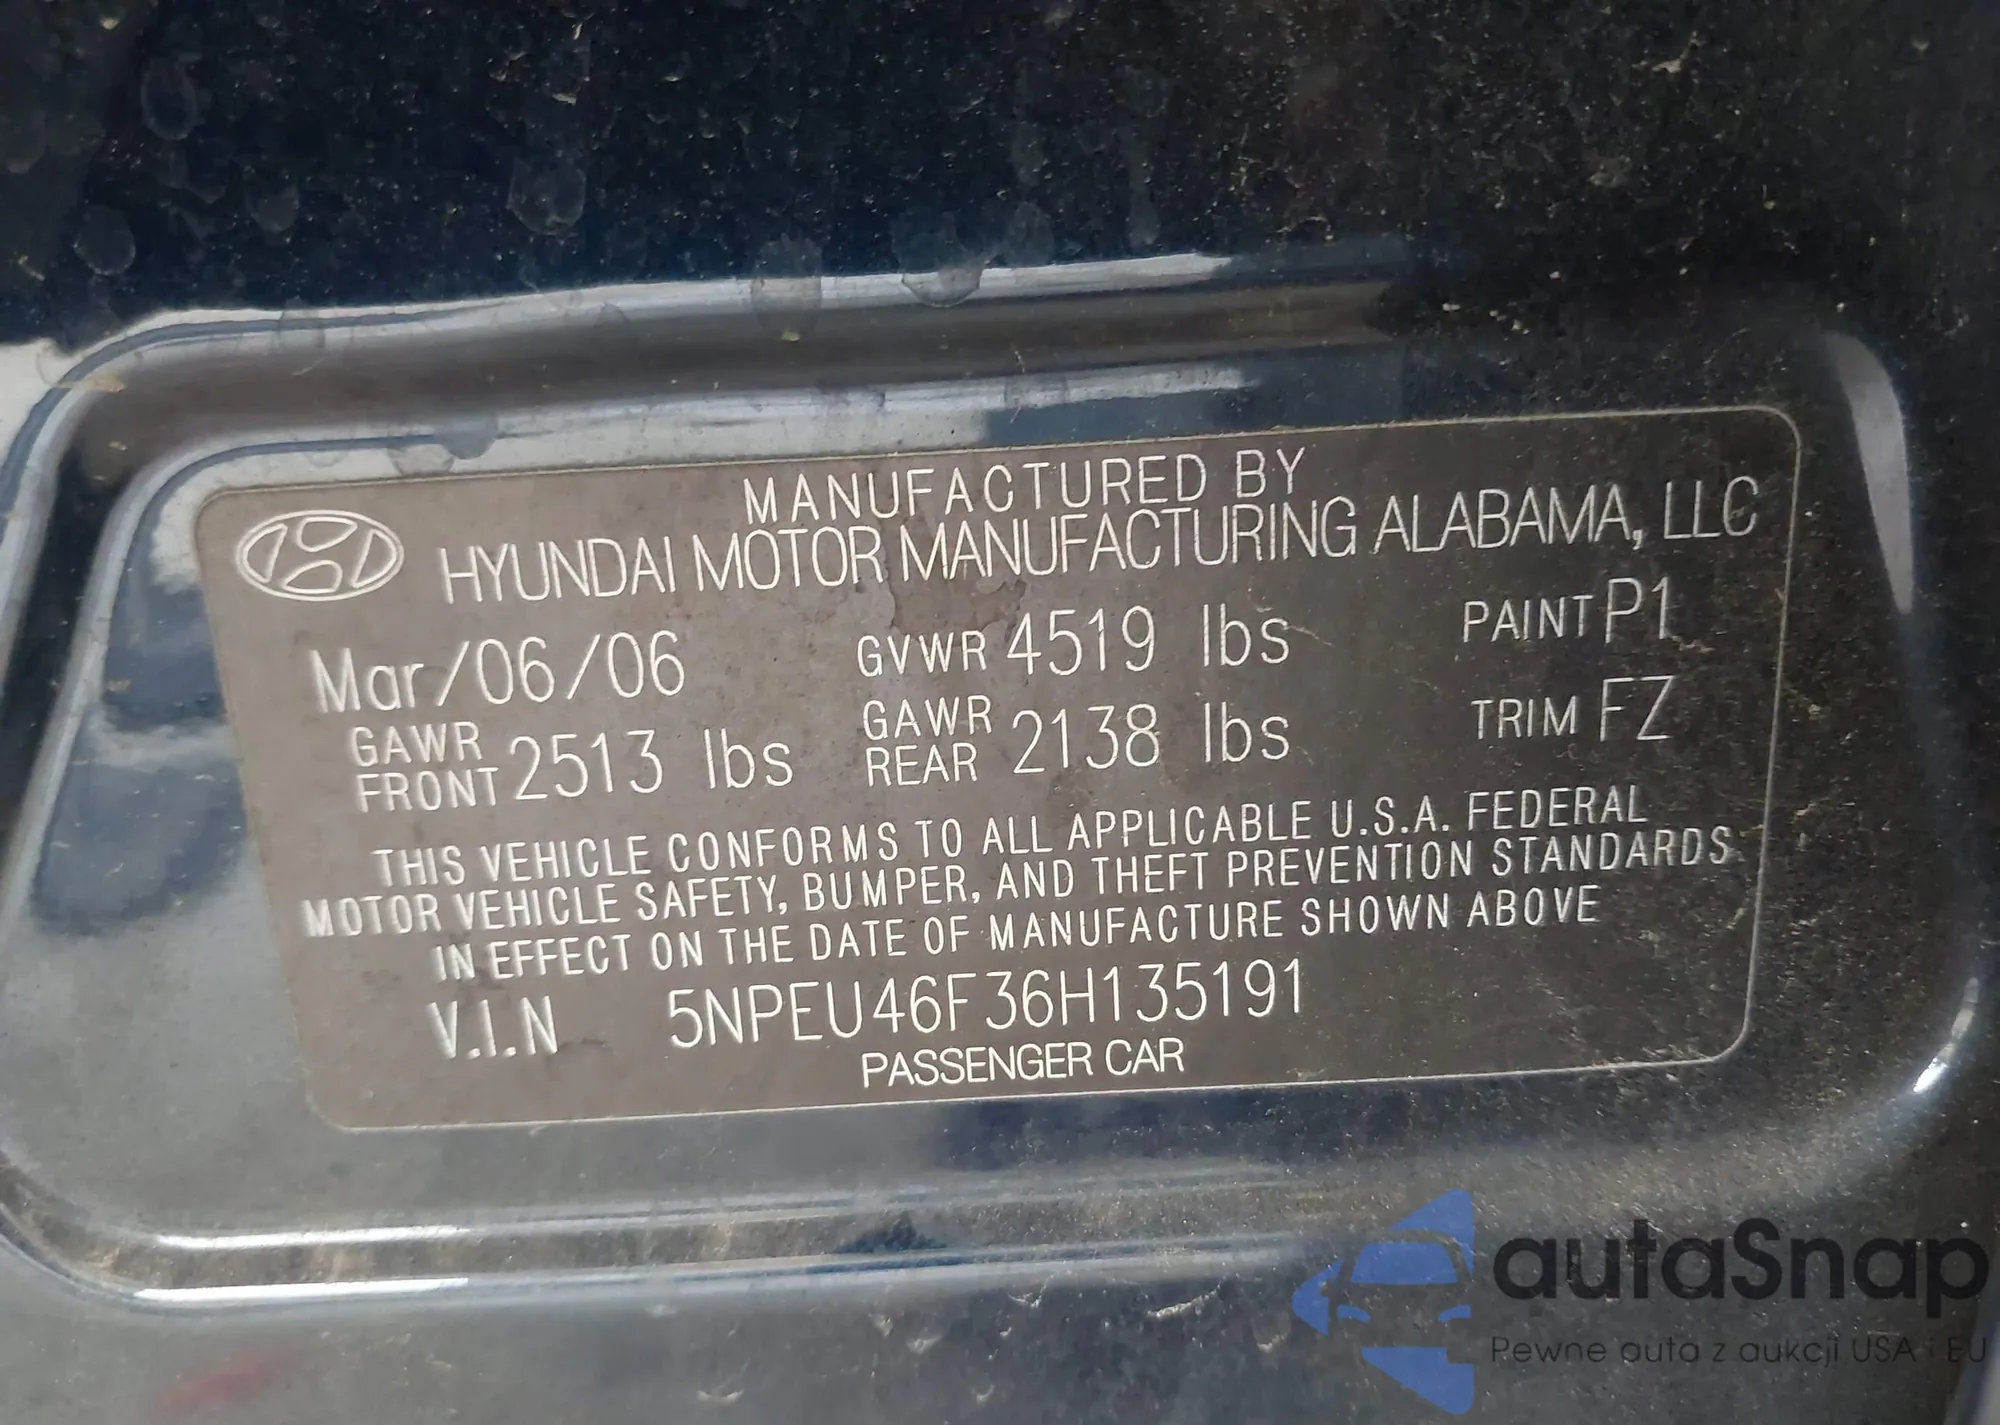 MANUFACTURED BY
HYUNDAI MOTOR MANUFACTURING ALABAMA, LLC
Mar/06/06 GVWR 4519 lbs PAINT P1
GAWR FRONT 2513 lbs GAWR REAR 2138 lbs TRIM FZ
THIS VEHICLE CONFORMS TO ALL APPLICABLE U.S.A. FEDERAL
MOTOR VEHICLE SAFETY, BUMPER, AND THEFT PREVENTION STANDARDS
IN EFFECT ON THE DATE OF MANUFACTURE SHOWN ABOVE
V.I.N 5NPEU46F36H135191
PASSENGER CAR
autaSnap
Pewne auta z aukcji USA i EU